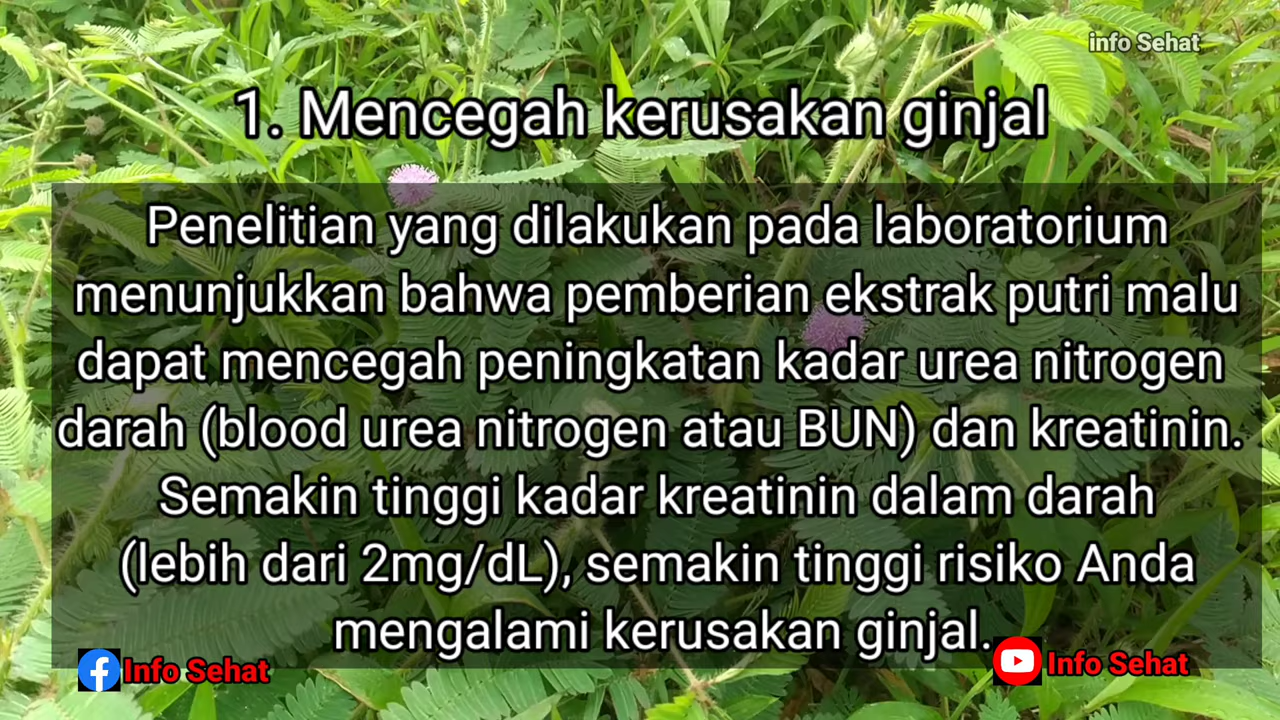 info Sehat
1. Mencegah kerusakan ginjal
Penelitian yang dilakukan pada laboratorium
menunjukkan bahwa pemberian ekstrak putri malu
dapat mencegah peningkatan kadar urea nitrogen
darah (blood urea nitrogen atau BUN) dan kreatinin.
Semakin tinggi kadar kreatinin dalam darah
(lebih dari 2mg/dL), semakin tinggi risiko Anda
mengalami kerusakan ginjal.
Info Sehat
Info Sehat